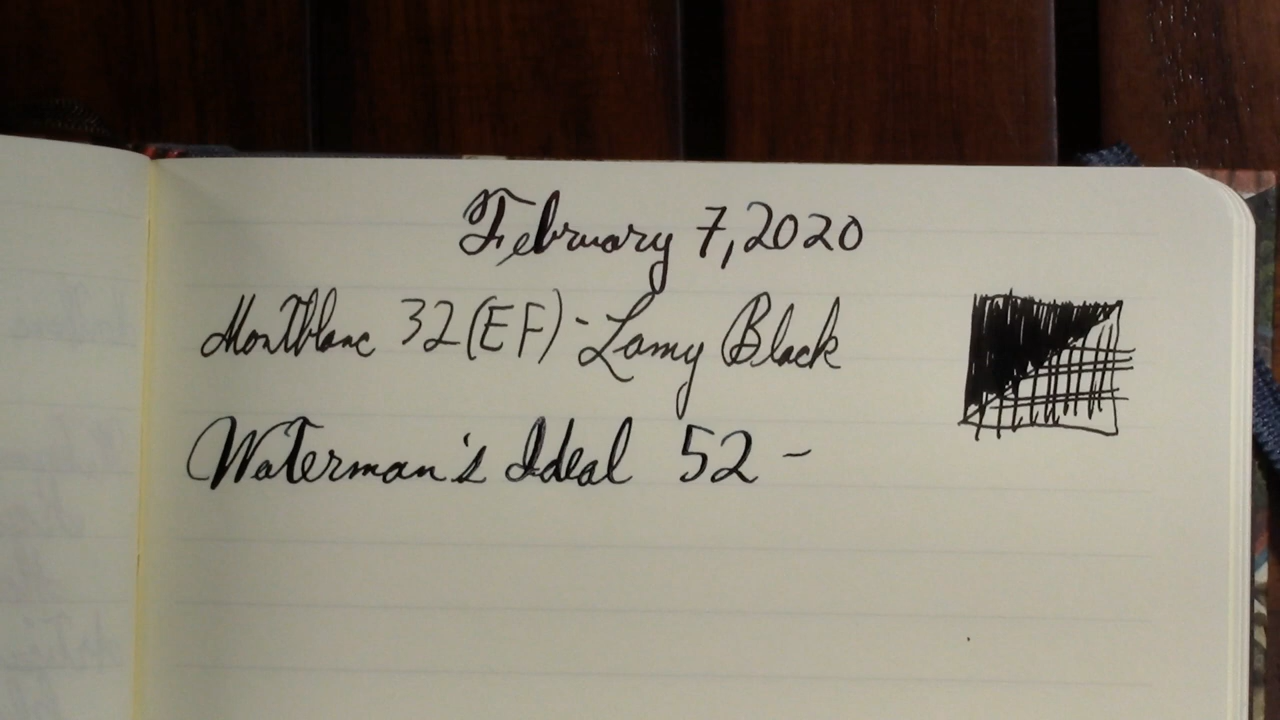 February 7, 2020
Montblanc 32 (EF) - Lamy Black
Waterman's Ideal 52 -